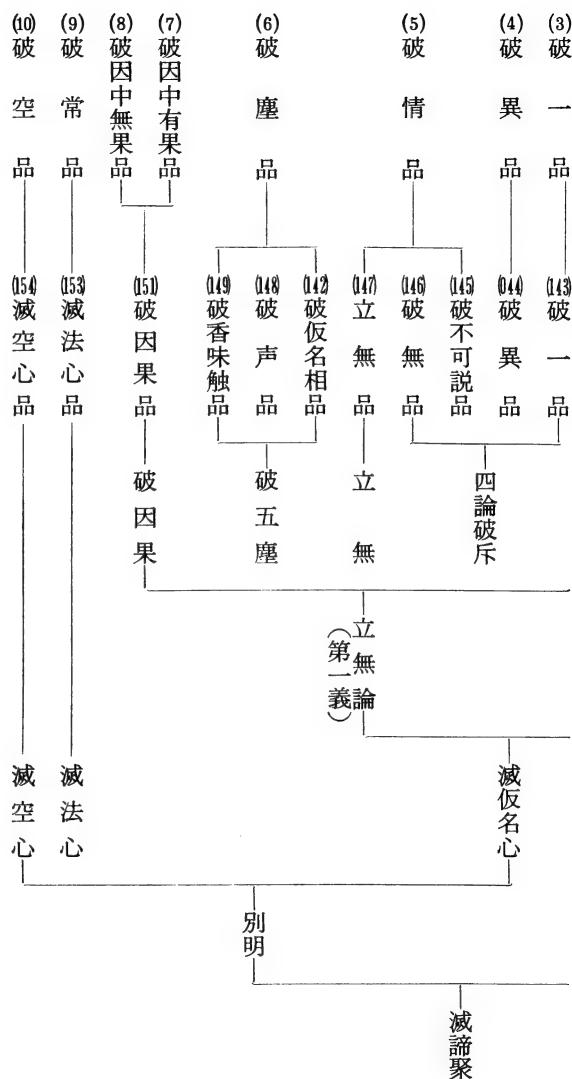 (3)破一品
(4)破異品
(5)破情品
(6)破塵品
(7)破因中有果品
(8)破因中無果品
(9)破常品
(10)破空品
(143)破一品
(044)破異品
(145)破不可説品
(146)破無品
(147)立無品
(142)破仮名相品
(148)破声品
(149)破香味触品
(151)破因果品
(153)滅法心品
(154)滅空心品
四論破斥
立無
破五塵
破因果
立無論
(第一義)
滅仮名心
滅法心
滅空心
別明
滅諦聚